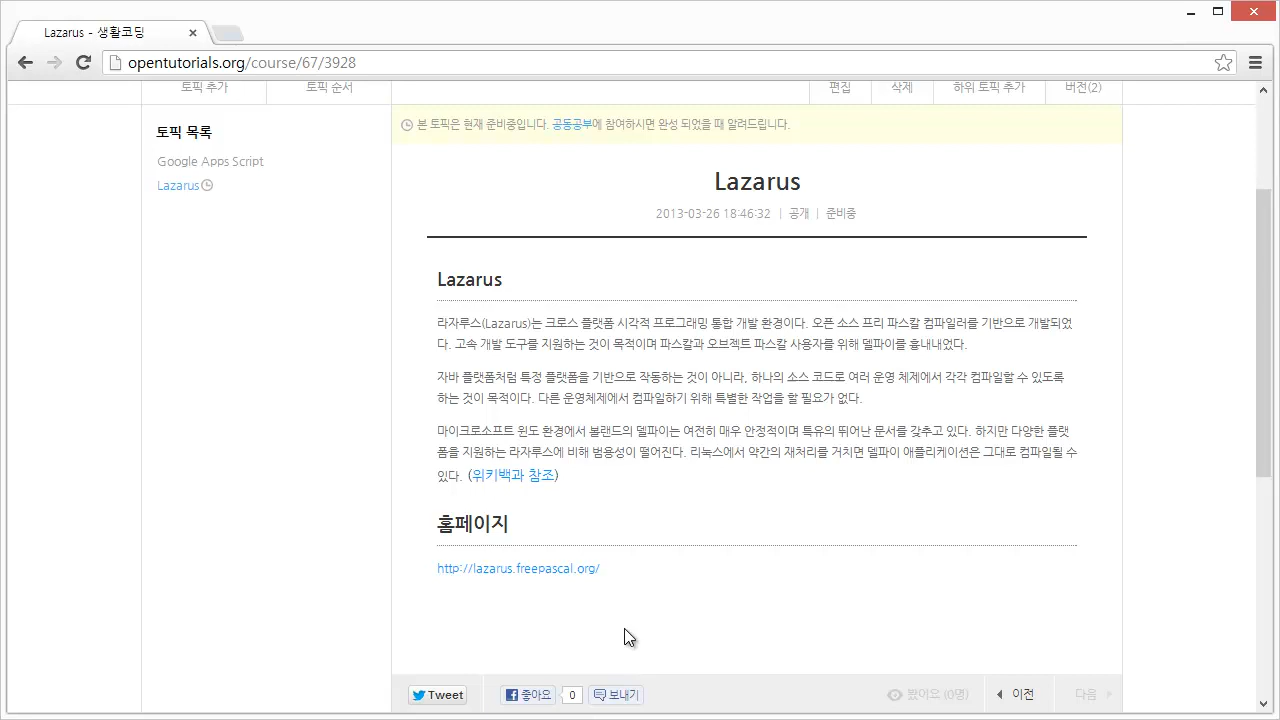 Lazarus - 생활코딩
opentutorials.org/course/67/3928
토픽 추가
토픽 순서
편집
삭제
하위 토픽 추가
버전(2)
토픽 목록
Google Apps Script
Lazarus
본 토픽은 현재 준비중입니다. 공동공부에 참여하시면 완성 되었을 때 알려드립니다.
Lazarus
2013-03-26 18:46:32 | 공개 | 준비중
Lazarus
라자루스(Lazarus)는 크로스 플랫폼 시각적 프로그래밍 통합 개발 환경이다. 오픈 소스 프리 파스칼 컴파일러를 기반으로 개발되었
다. 고속 개발 도구를 지원하는 것이 목적이며 파스칼과 오브젝트 파스칼 사용자를 위해 델파이를 흉내내었다.
자바 플랫폼처럼 특정 플랫폼을 기반으로 작동하는 것이 아니라, 하나의 소스 코드로 여러 운영 체제에서 각각 컴파일할 수 있도록
하는 것이 목적이다. 다른 운영체제에서 컴파일하기 위해 특별한 작업을 할 필요가 없다.
마이크로소프트 윈도 환경에서 볼랜드의 델파이는 여전히 매우 안정적이며 특유의 뛰어난 문서를 갖추고 있다. 하지만 다양한 플랫
폼을 지원하는 라자루스에 비해 범용성이 떨어진다. 리눅스에서 약간의 재처리를 거치면 델파이 애플리케이션은 그대로 컴파일될 수
있다. (위키백과 참조)
홈페이지
http://lazarus.freepascal.org/
Tweet
좋아요
0
보내기
봤어요 (0명)
이전
다음